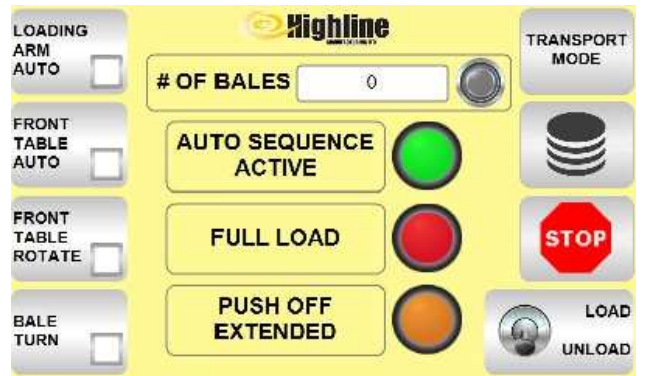 LOADING
ARM
AUTO
FRONT
TABLE
AUTO
FRONT
TABLE
ROTATE
BALE
TURN
Highline
# OF BALES 0
AUTO SEQUENCE
ACTIVE
FULL LOAD
PUSH OFF
EXTENDED
TRANSPORT
MODE
STOP
LOAD
UNLOAD